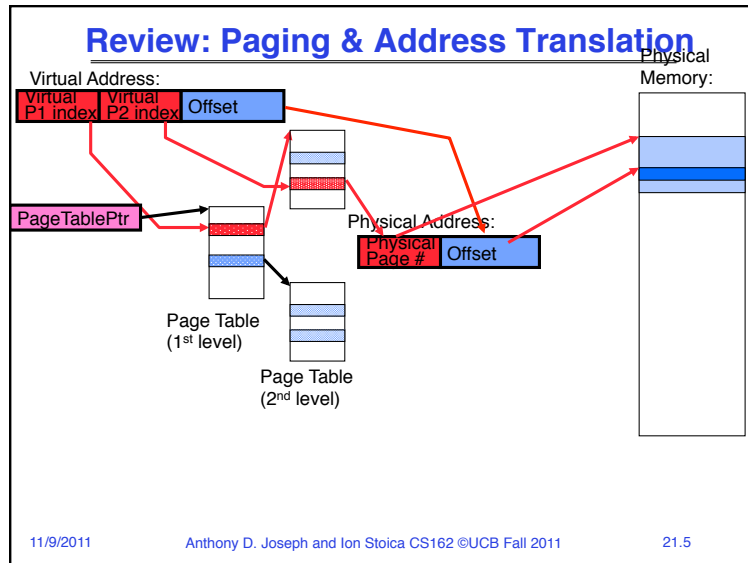 Review: Paging & Address Translation
Virtual Address:
Virtual
P1 index
Virtual
P2 index
Offset
Physical
Memory:
PageTablePtr
Physical Address:
Physical
Page #
Offset
Page Table
(1st level)
Page Table
(2nd level)
11/9/2011
Anthony D. Joseph and Ion Stoica CS162 ©UCB Fall 2011
21.5